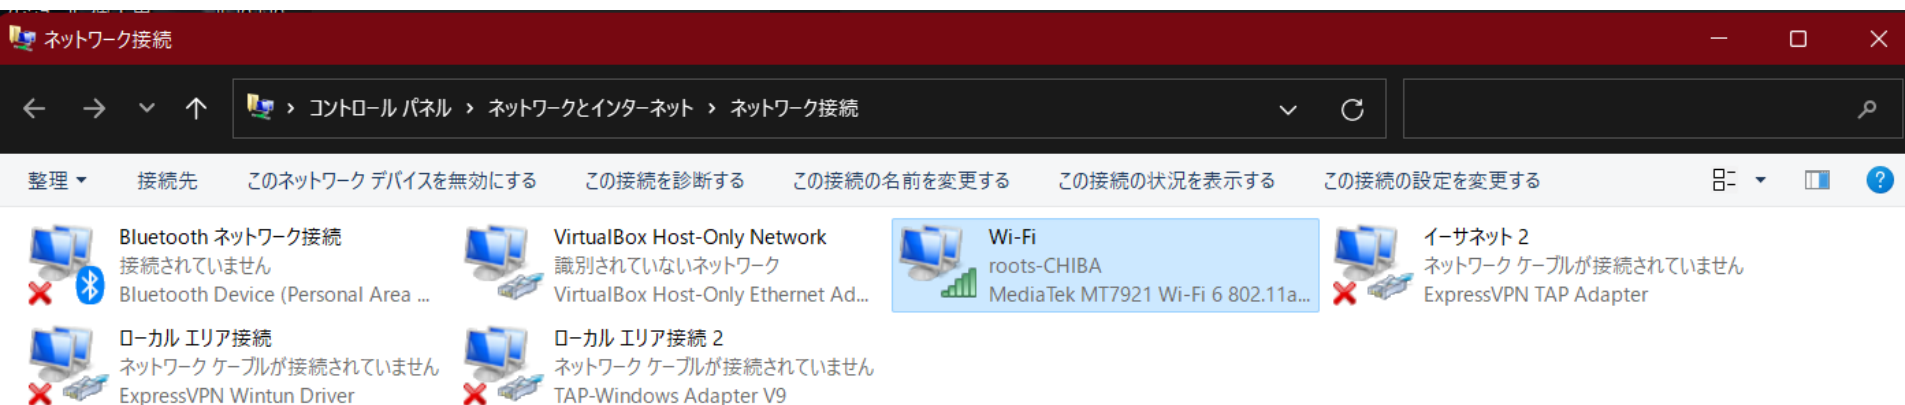 ネットワーク接続
コントロール パネル > ネットワークとインターネット > ネットワーク接続
整理 接続先 このネットワーク デバイスを無効にする この接続を診断する この接続の名前を変更する この接続の状況を表示する この接続の設定を変更する
Bluetooth ネットワーク接続
接続されていません
Bluetooth Device (Personal Area ...
VirtualBox Host-Only Network
識別されていないネットワーク
VirtualBox Host-Only Ethernet Ad...
Wi-Fi
roots-CHIBA
MediaTek MT7921 Wi-Fi 6 802.11a...
イーサネット 2
ネットワーク ケーブルが接続されていません
ExpressVPN TAP Adapter
ローカル エリア接続
ネットワーク ケーブルが接続されていません
ExpressVPN Wintun Driver
ローカル エリア接続 2
ネットワーク ケーブルが接続されていません
TAP-Windows Adapter V9